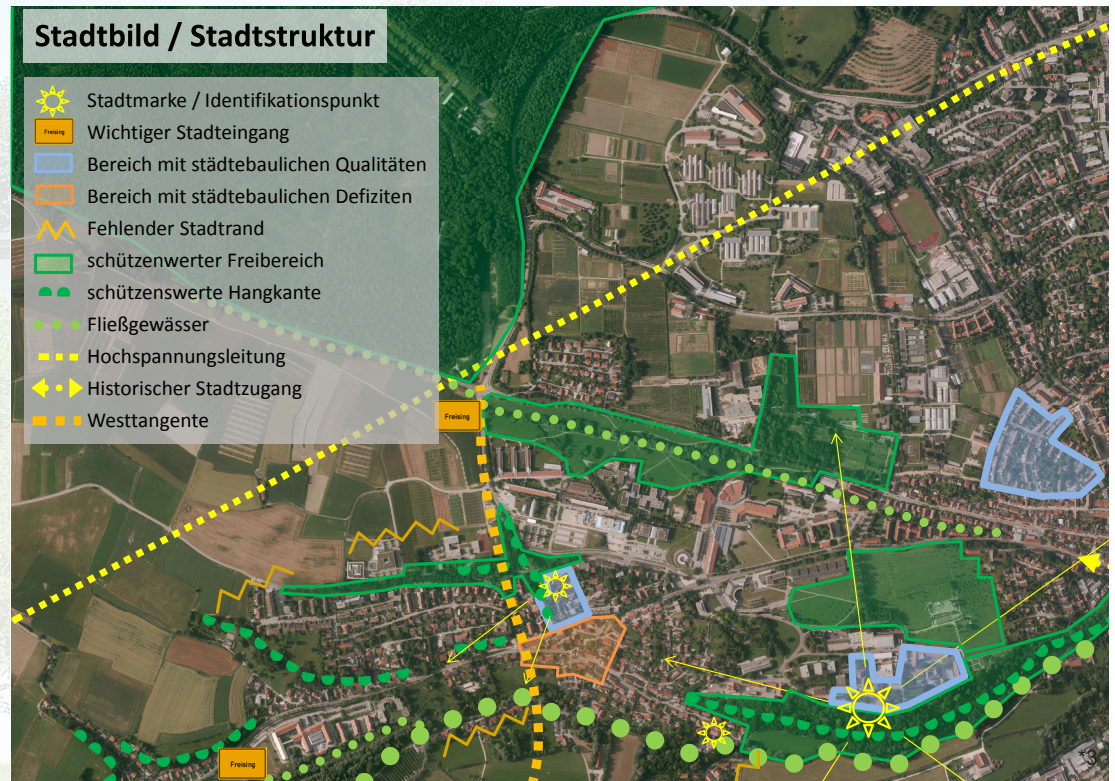 Stadtbild / Stadtstruktur
Stadtmarke / Identifikationspunkt
Freising
Wichtiger Stadteingang
Bereich mit städtebaulichen Qualitäten
Bereich mit städtebaulichen Defiziten
Fehlender Stadtrand
schützenwerter Freibereich
schützenswerte Hangkante
Fließgewässer
Hochspannungsleitung
Historischer Stadtzugang
Westtangente
Freising
Freising
*3